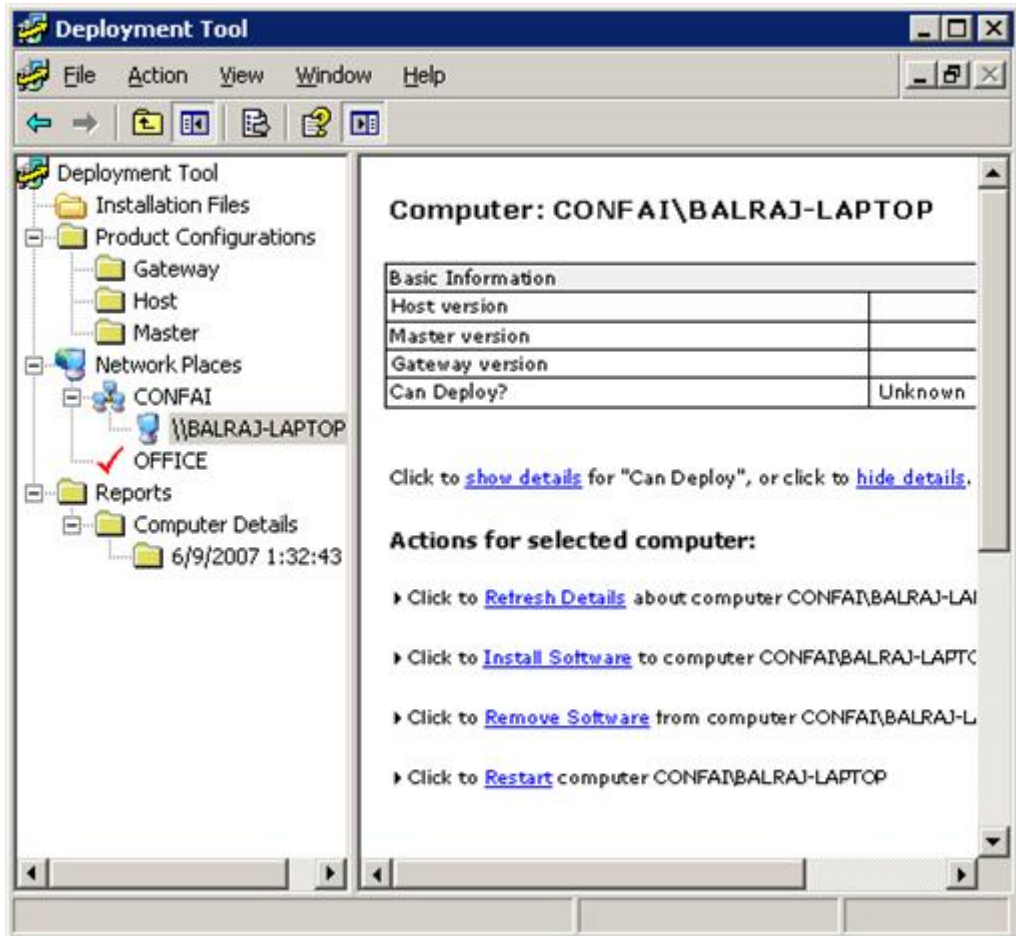 Deployment Tool
File Action View Window Help
Deployment Tool
Installation Files
Product Configurations
Gateway
Host
Master
Network Places
CONFAI
\\BALRAJ-LAPTOP
OFFICE
Reports
Computer Details
6/9/2007 1:32:43
Computer: CONFAI\BALRAJ-LAPTOP
Basic Information
Host version
Master version
Gateway version
Can Deploy? Unknown
Click to show details for "Can Deploy", or click to hide details.
Actions for selected computer:
Click to Refresh Details about computer CONFAI\BALRAJ-LAI
Click to Install Software to computer CONFAI\BALRAJ-LAPTC
Click to Remove Software from computer CONFAI\BALRAJ-L
Click to Restart computer CONFAI\BALRAJ-LAPTOP